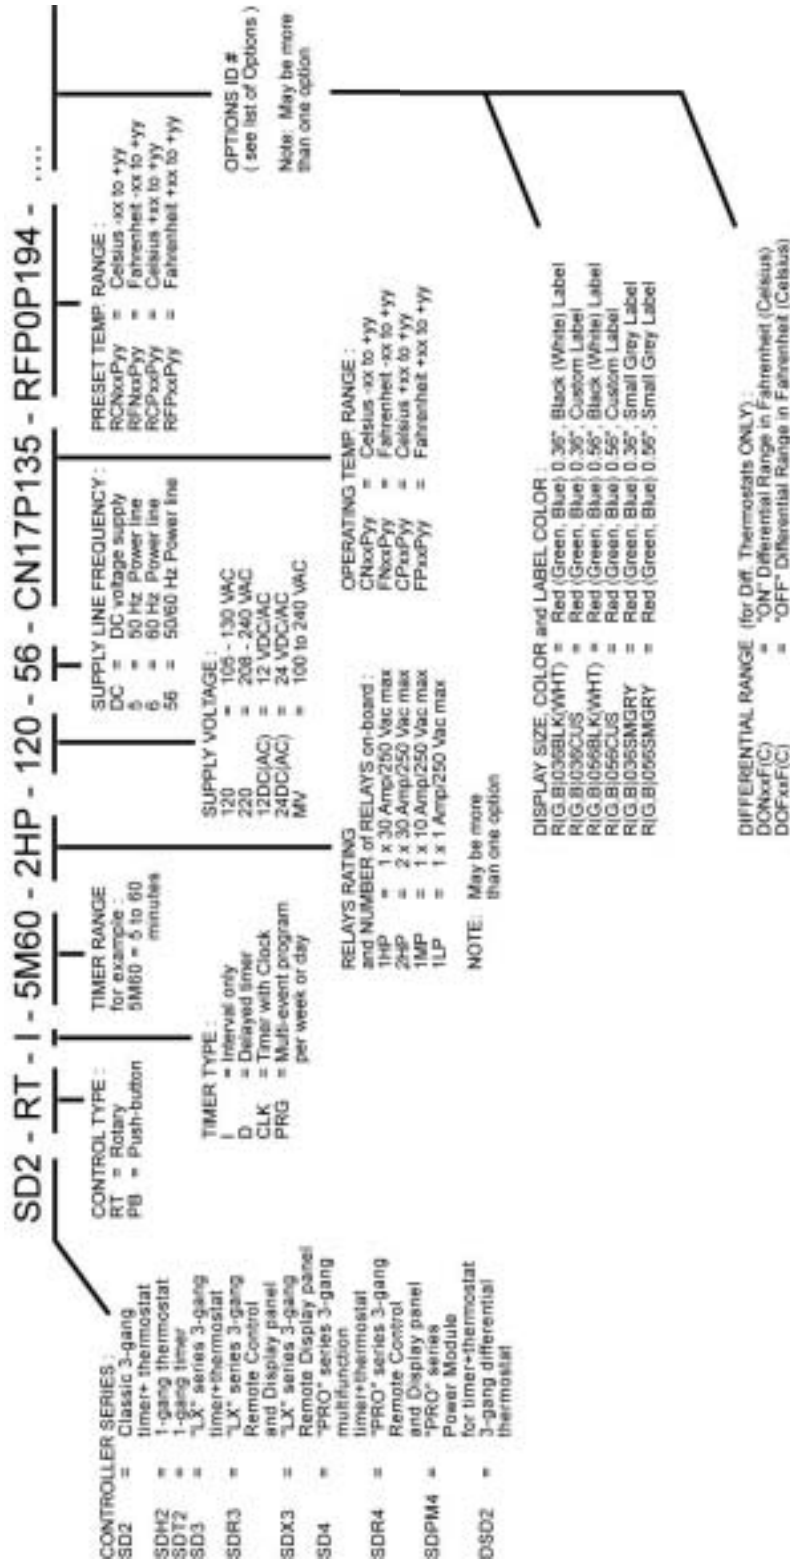 SD2 - RT - I - 5M60 - 2HP - 120 - 56 - CN17P135 - RFP0P194 - ....
CONTROLLER SERIES :
SD2 = Classic 3-gang
timer+ thermostat
SDH2 = 1-gang thermostat
SDT2 = 1-gang timer
SD3 = "LX" series 3-gang
timer+thermostat
SDR3 = "LX" series 3-gang
Remote Control
and Display panel
SDX3 = "LX" series 3-gang
Remote Display panel
SD4 = "PRO" series 3-gang
multifunction
timer+thermostat
SDR4 = "PRO" series 3-gang
Remote Control
and Display panel
SDPM4 = "PRO" series
Power Module
for timer+thermostat
DSD2 = 3-gang differential
thermostat
CONTROL TYPE :
RT = Rotary
PB = Push-button
TIMER TYPE :
I = Interval only
D = Delayed timer
CLK = Timer with Clock
PRG = Multi-event program
per week or day
TIMER RANGE
for example :
5M60 = 5 to 60
minutes
RELAYS RATING
and NUMBER of RELAYS on-board :
1HP = 1 x 30 Amp/250 Vac max
2HP = 2 x 30 Amp/250 Vac max
1MP = 1 x 10 Amp/250 Vac max
1LP = 1 x 1 Amp/250 Vac max
NOTE: May be more
than one option
SUPPLY VOLTAGE :
120 = 105 - 130 VAC
220 = 208 - 240 VAC
12DC(AC) = 12 VDC/AC
24DC(AC) = 24 VDC/AC
MV = 100 to 240 VAC
SUPPLY LINE FREQUENCY :
DC = DC voltage supply
5 = 50 Hz Power line
6 = 60 Hz Power line
56 = 50/60 Hz Power line
OPERATING TEMP. RANGE :
CNxxPyy = Celsius -xx to +yy
FNxxPyy = Fahrenheit -xx to +yy
CPxxPyy = Celsius +xx to +yy
FPxxPyy = Fahrenheit +xx to +yy
PRESET TEMP. RANGE :
RCNxxPyy = Celsius -xx to +yy
RFNxxPyy = Fahrenheit -xx to +yy
RCPxxPyy = Celsius +xx to +yy
RFPxxPyy = Fahrenheit +xx to +yy
OPTIONS ID #
( see list of Options )
Note: May be more
than one option
DISPLAY SIZE, COLOR and LABEL COLOR :
R(G,B)036BLK(WHT) = Red (Green, Blue) 0.36", Black (White) Label
R(G,B)036CUS = Red (Green, Blue) 0.36", Custom Label
R(G,B)056BLK(WHT) = Red (Green, Blue) 0.56", Black (White) Label
R(G,B)056CUS = Red (Green, Blue) 0.56", Custom Label
R(G,B)036SMGRY = Red (Green, Blue) 0.36", Small Grey Label
R(G,B)056SMGRY = Red (Green, Blue) 0.56", Small Grey Label
DIFFERENTIAL RANGE (for Diff. Thermostats ONLY) :
DONxxF(C) = "ON" Differential Range in Fahrenheit (Celsius)
DOFxxF(C) = "OFF" Differential Range in Fahrenheit (Celsius)